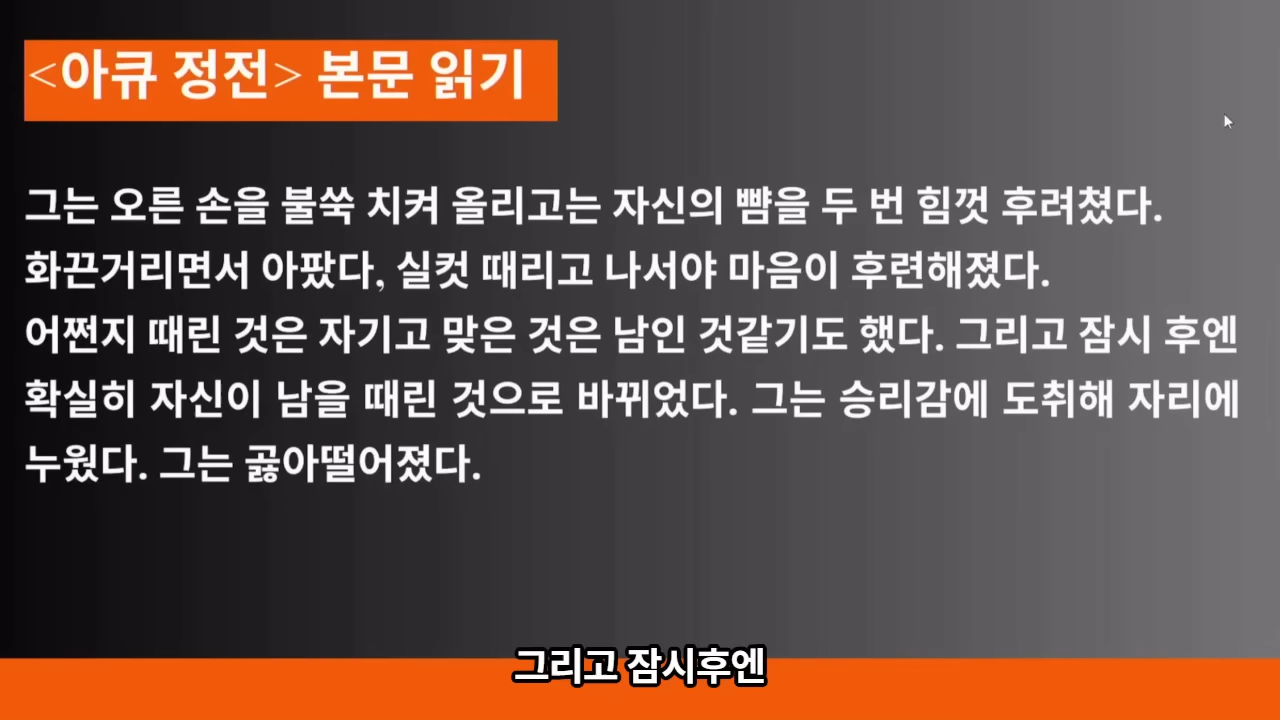 <아큐 정전> 본문 읽기
그는 오른 손을 불쑥 치켜 올리고는 자신의 뺨을 두 번 힘껏 후려쳤다.
화끈거리면서 아팠다, 실컷 때리고 나서야 마음이 후련해졌다.
어쩐지 때린 것은 자기고 맞은 것은 남인 것같기도 했다. 그리고 잠시 후엔
확실히 자신이 남을 때린 것으로 바뀌었다. 그는 승리감에 도취해 자리에
누웠다. 그는 곯아떨어졌다.
그리고 잠시후엔